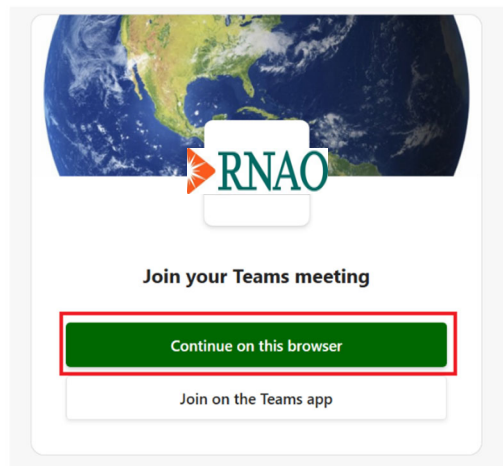 RNAO
Join your Teams meeting
Continue on this browser
Join on the Teams app